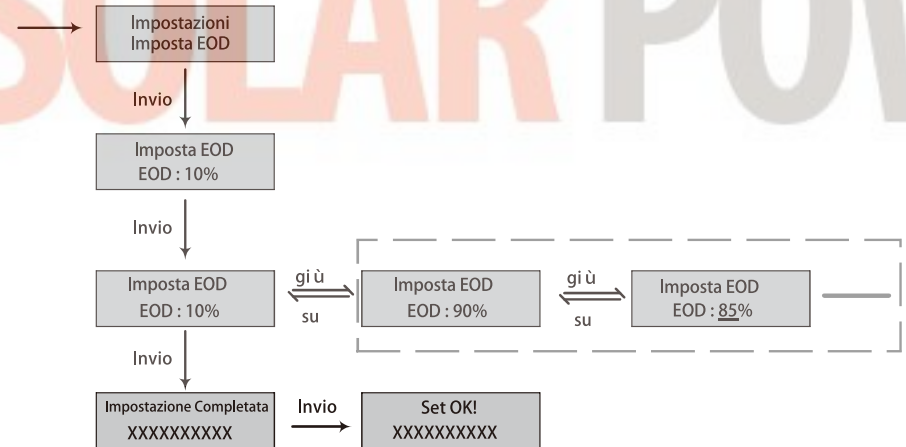 SOLAR
Impostazioni
Imposta EOD
Invio
Imposta EOD
EOD : 10%
Invio
Imposta EOD
EOD : 10%
gi ù
su
Imposta EOD
EOD : 90%
gi ù
su
Imposta EOD
EOD : 85%
Invio
Impostazione Completata
XXXXXXXXXX
Invio
Set OK!
XXXXXXXXXX